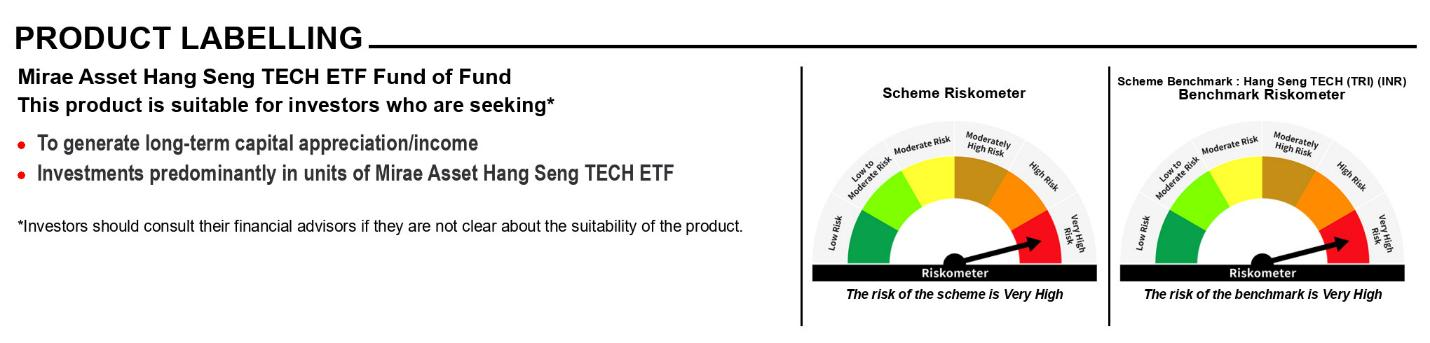 PRODUCT LABELLING
Mirae Asset Hang Seng TECH ETF Fund of Fund
This product is suitable for investors who are seeking*
• To generate long-term capital appreciation/income
• Investments predominantly in units of Mirae Asset Hang Seng TECH ETF
*Investors should consult their financial advisors if they are not clear about the suitability of the product.
Scheme Riskometer
Low Risk
Low to
Moderate Risk
Moderate Risk
Moderately
High Risk
High Risk
Very High
Risk
Riskometer
The risk of the scheme is Very High
Scheme Benchmark : Hang Seng TECH (TRI) (INR)
Benchmark Riskometer
Low Risk
Low to
Moderate Risk
Moderate Risk
Moderately
High Risk
High Risk
Very High
Risk
Riskometer
The risk of the benchmark is Very High